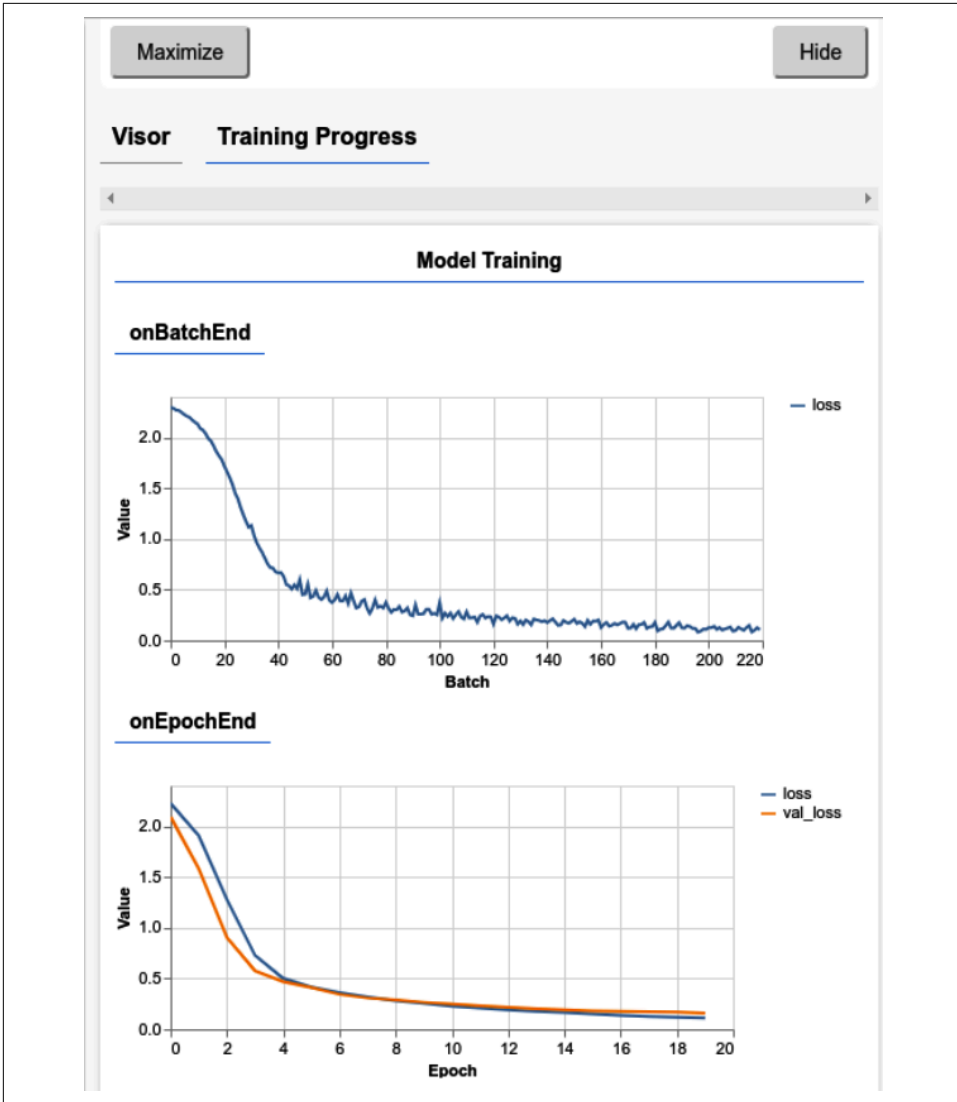 Maximize Hide
Visor Training Progress
Model Training
onBatchEnd
loss
2.0
1.5
1.0
0.5
0.0
Value
0 20 40 60 80 100 120 140 160 180 200 220
Batch
onEpochEnd
loss
val_loss
2.0
1.5
1.0
0.5
0.0
Value
0 2 4 6 8 10 12 14 16 18 20
Epoch